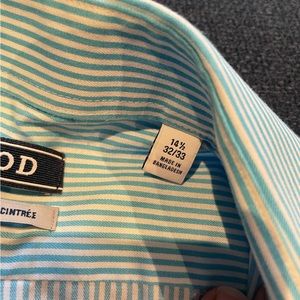 OD
CINTRÉE
14½
32/33
MADE IN
BANGLADESH